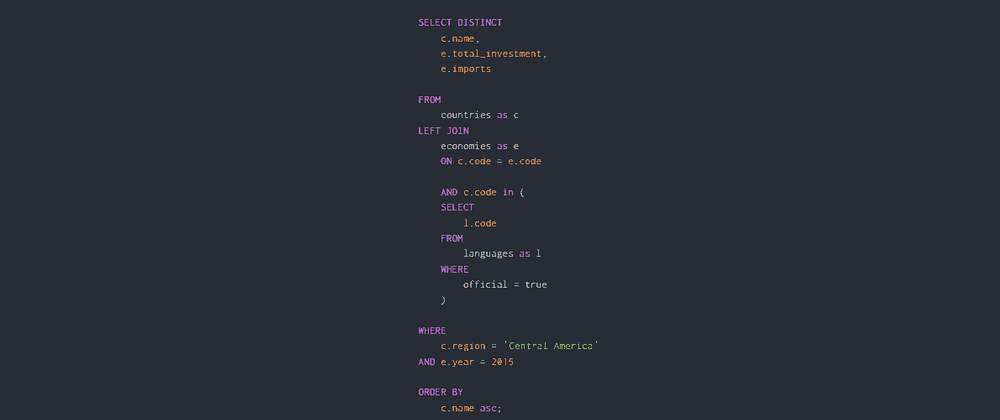 SELECT DISTINCT
c.name,
e.total_investment,
e.imports
FROM
countries as c
LEFT JOIN
economies as e
ON c.code = e.code
AND c.code in (
SELECT
l.code
FROM
languages as l
WHERE
official = true
)
WHERE
c.region = 'Central America'
AND e.year = 2015
ORDER BY
c.name asc;